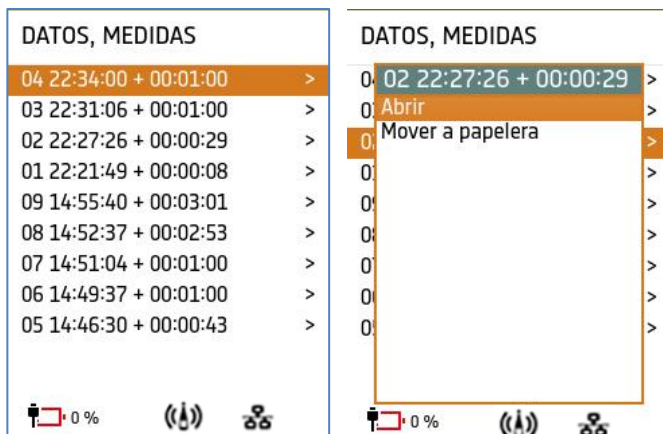 DATOS, MEDIDAS
04 22:34:00 + 00:01:00 >
03 22:31:06 + 00:01:00 >
02 22:27:26 + 00:00:29 >
01 22:21:49 + 00:00:08 >
09 14:55:40 + 00:03:01 >
08 14:52:37 + 00:02:53 >
07 14:51:04 + 00:01:00 >
06 14:49:37 + 00:01:00 >
05 14:46:30 + 00:00:43 >
0 %
DATOS, MEDIDAS
02 22:27:26 + 00:00:29 >
Abrir >
Mover a papelera >
>
>
>
>
>
>
0 %